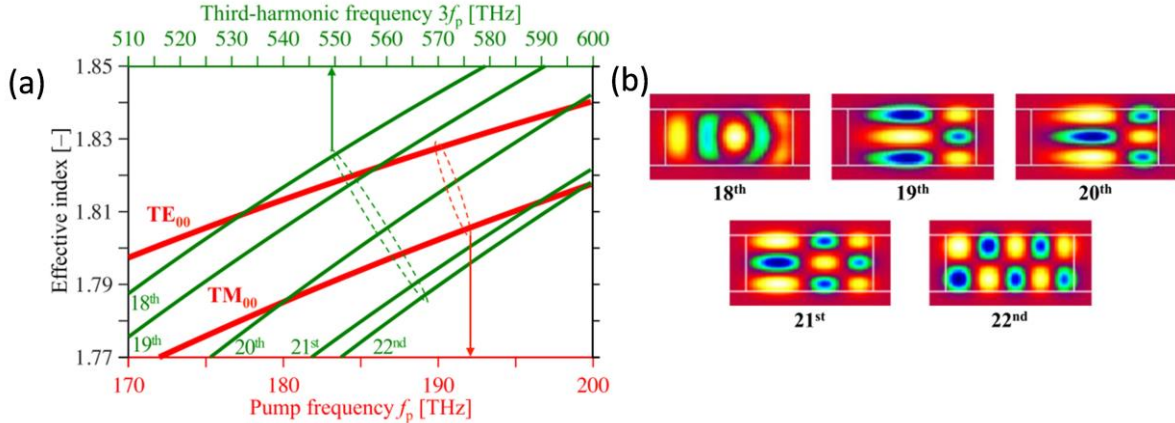 Third-harmonic frequency 3fp [THz]
510 520 530 540 550 560 570 580 590 600
(a)
(b)
1.85
1.83
1.81
1.79
1.77
Effective index [–]
TE00
TM00
18th
19th
20th
21st
22nd
170 180 190 200
Pump frequency fp [THz]
18th 19th 20th
21st 22nd